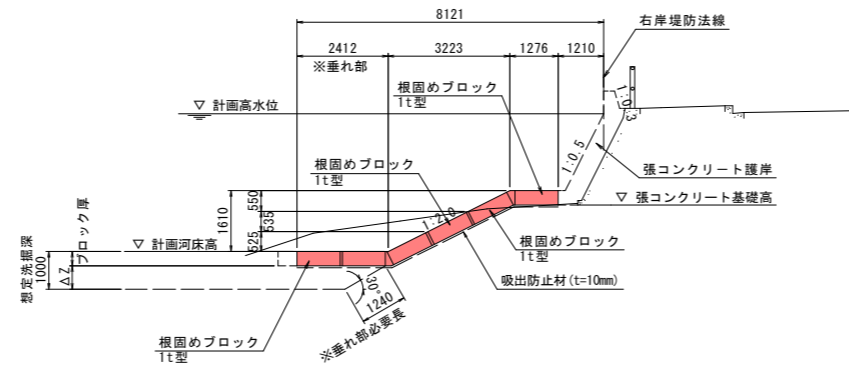 8121
右岸堤防法線
2412
3223
1276
1210
※垂れ部
根固めブロック
1t型
▽ 計画高水位
1:0.3
根固めブロック
1t型
1:0.5
張コンクリート護岸
▽ 張コンクリート基礎高
550
535
525
1610
1:2.0
ブロック厚
▽ 計画河床高
根固めブロック
1t型
想定洗掘深
1000
ΔZ
吸出防止材(t=10mm)
30°
1240
※垂れ部必要長
根固めブロック
1t型